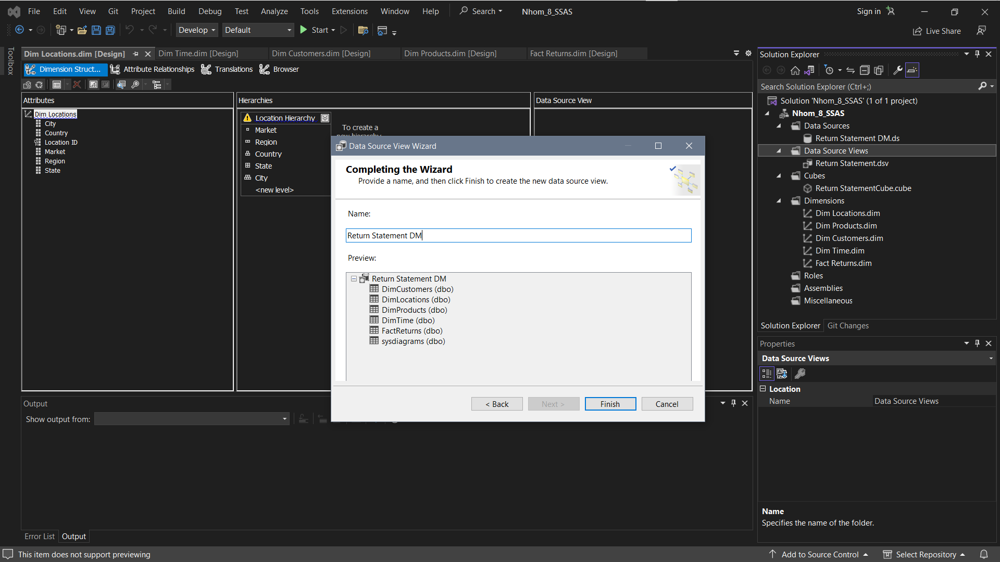 File Edit View Git Project Build Debug Test Analyze Tools Extensions Window Help Search Nhom_8_SSAS Sign in
Develop Default Start Live Share
Toolbox
Dim Locations.dim [Design] Dim Time.dim [Design] Dim Customers.dim [Design] Dim Products.dim [Design] Fact Returns.dim [Design]
Dimension Struct... Attribute Relationships Translations Browser
Attributes
Dim Locations
City
Country
Location ID
Market
Region
State
Hierarchies
Location Hierarchy
Market
Region
Country
State
City
<new level>
To create a
new hierarchy
Data Source View
Data Source View Wizard
Completing the Wizard
Provide a name, and then click Finish to create the new data source view.
Name:
Return Statement DM
Preview:
Return Statement DM
DimCustomers (dbo)
DimLocations (dbo)
DimProducts (dbo)
DimTime (dbo)
FactReturns (dbo)
sysdiagrams (dbo)
< Back Next > Finish Cancel
Output
Show output from:
Error List Output
Solution Explorer
Search Solution Explorer (Ctrl+;)
Solution 'Nhom_8_SSAS' (1 of 1 project)
Nhom_8_SSAS
Data Sources
Return Statement DM.ds
Data Source Views
Return Statement.dsv
Cubes
Return StatementCube.cube
Dimensions
Dim Locations.dim
Dim Products.dim
Dim Customers.dim
Dim Time.dim
Fact Returns.dim
Roles
Assemblies
Miscellaneous
Solution Explorer Git Changes
Properties
Data Source Views
Location
Name Data Source Views
Name
Specifies the name of the folder.
This item does not support previewing Add to Source Control Select Repository